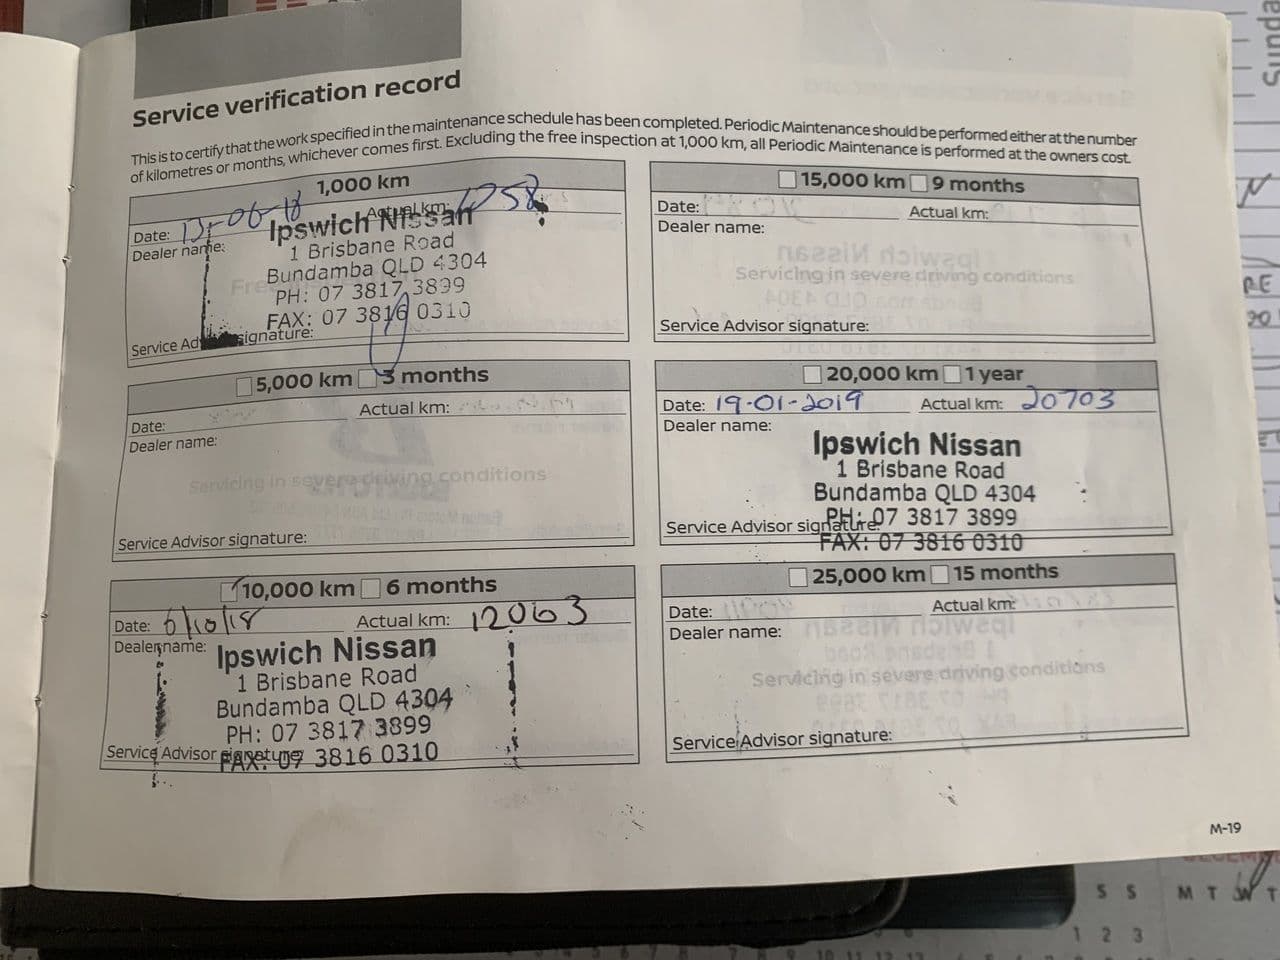 Service verification record
This is to certify that the work specified in the maintenance schedule has been completed. Periodic Maintenance should be performed either at the number
of kilometres or months, whichever comes first. Excluding the free inspection at 1,000 km, all Periodic Maintenance is performed at the owners cost.
1,000 km
Date: Actual km:
Dealer name:
Ipswich Nissan
1 Brisbane Road
Bundamba QLD 4304
PH: 07 3817 3899
FAX: 07 3816 0310
Service signature:
5,000 km 3 months
Date: Actual km:
Dealer name:
Servicing in severe driving conditions
Service Advisor signature:
10,000 km 6 months
Date: 6/10/18 Actual km: 12063
Dealer name:
Ipswich Nissan
1 Brisbane Road
Bundamba QLD 4304
PH: 07 3817 3899
Service Advisor signature
FAX: 07 3816 0310
15,000 km 9 months
Date: Actual km:
Dealer name:
Servicing in severe driving conditions
Service Advisor signature:
20,000 km 1 year
Date: 19-01-2019 Actual km: 20703
Dealer name:
Ipswich Nissan
1 Brisbane Road
Bundamba QLD 4304
PH: 07 3817 3899
Service Advisor signature:
FAX: 07 3816 0310
25,000 km 15 months
Date: Actual km:
Dealer name:
Servicing in severe driving conditions
Service Advisor signature:
M-19
S S M T W T
1 2 3